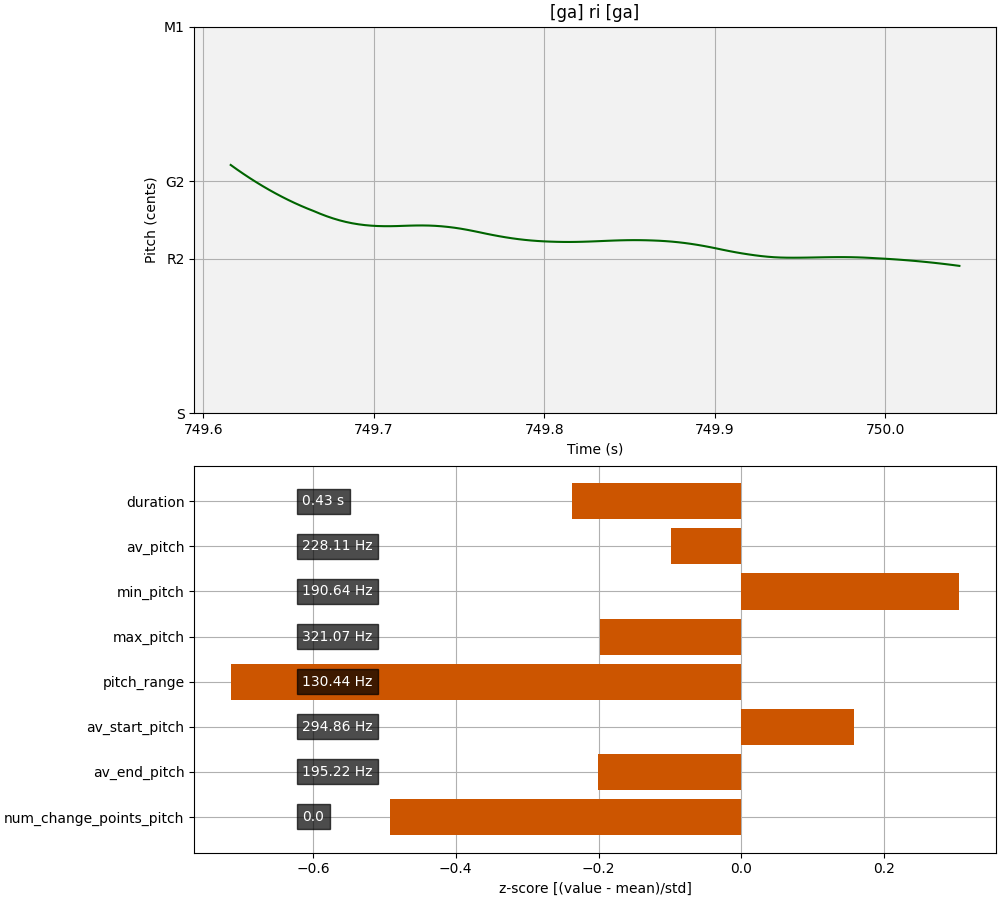 [ga] ri [ga]
M1
G2
R2
S
Pitch (cents)
749.6 749.7 749.8 749.9 750.0
Time (s)
duration 0.43 s
av_pitch 228.11 Hz
min_pitch 190.64 Hz
max_pitch 321.07 Hz
pitch_range 130.44 Hz
av_start_pitch 294.86 Hz
av_end_pitch 195.22 Hz
num_change_points_pitch 0.0
−0.6 −0.4 −0.2 0.0 0.2
z-score [(value - mean)/std]